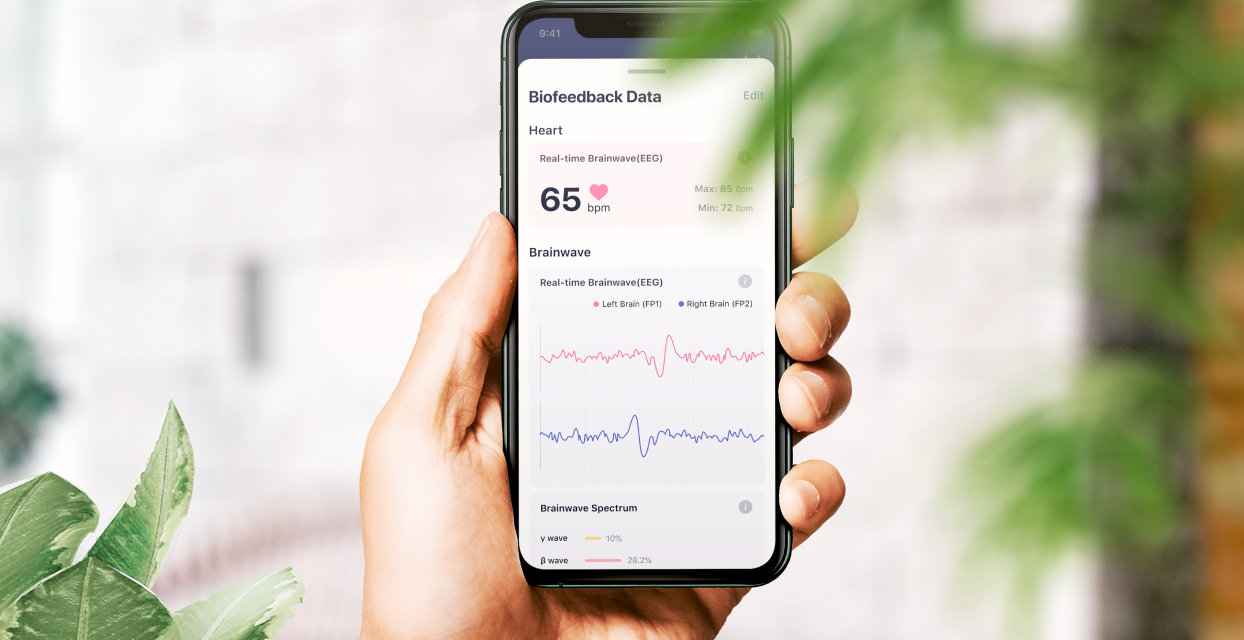 9:41
Biofeedback Data
Edit
Heart
Real-time Brainwave(EEG)
65 bpm
Max: 85 Bpm
Min: 72 Bpm
Brainwave
Real-time Brainwave(EEG)
Left Brain (FP1) Right Brain (FP2)
Brainwave Spectrum
γ wave 10%
β wave 28.2%